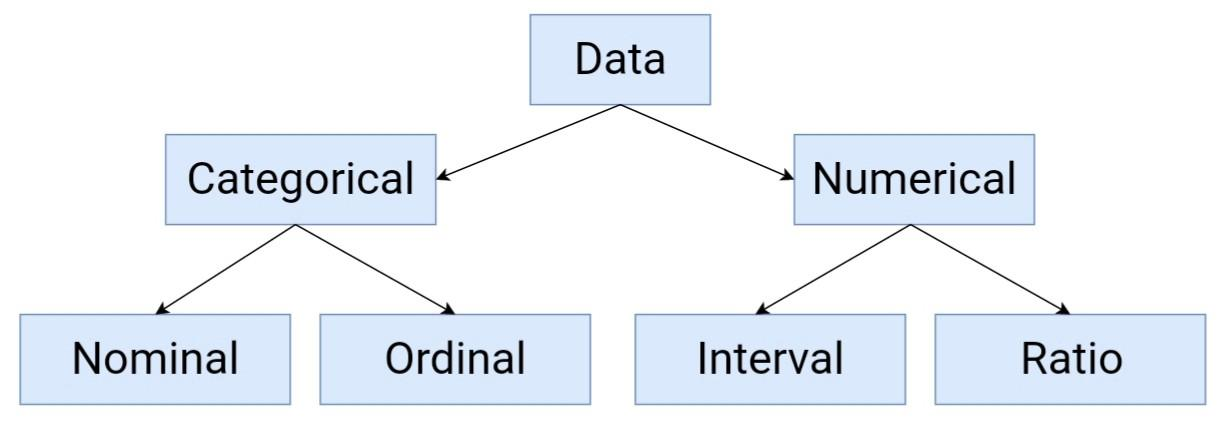 Data
Categorical
Numerical
Nominal
Ordinal
Interval
Ratio